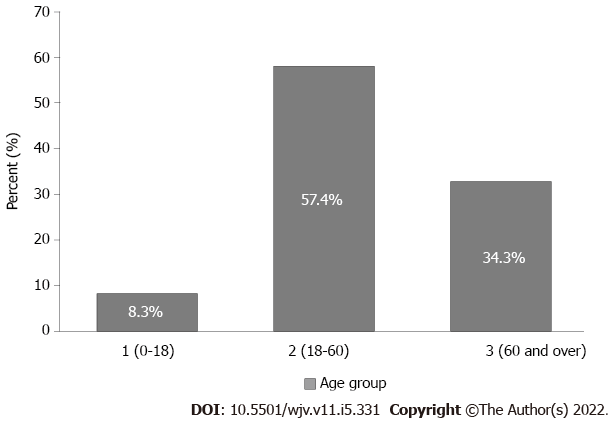 70
60
50
40
30
20
10
0
Percent (%)
8.3%
57.4%
34.3%
1 (0-18) 2 (18-60) 3 (60 and over)
Age group
DOI: 10.5501/wjv.v11.i5.331 Copyright ©The Author(s) 2022.